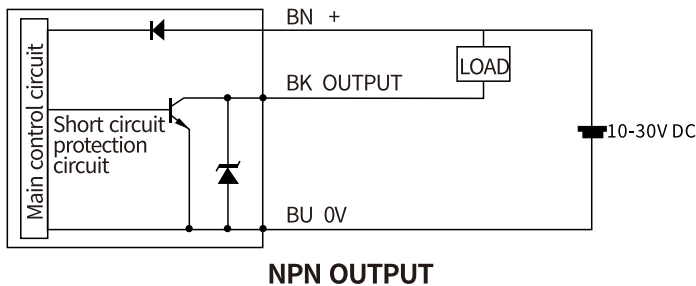 BN +
LOAD
BK OUTPUT
Main control circuit
Short circuit
protection
circuit
10-30V DC
BU 0V
NPN OUTPUT